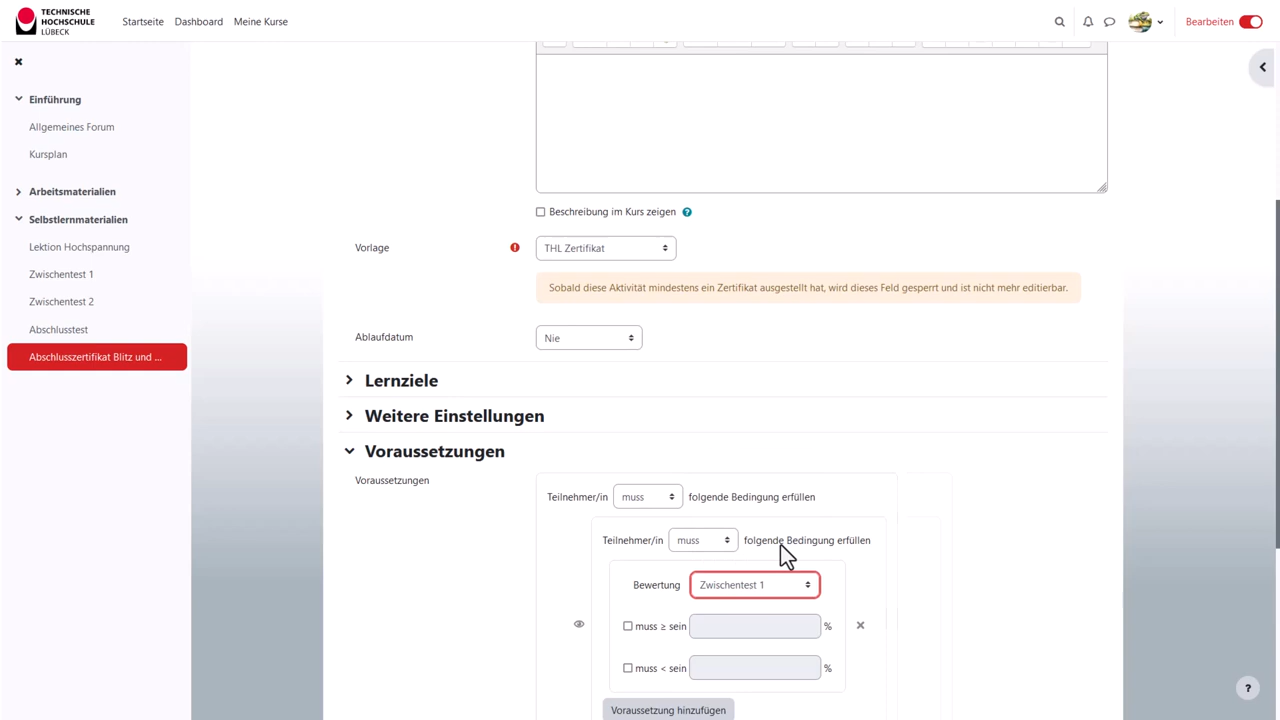 TECHNISCHE
HOCHSCHULE
LÜBECK
Startseite Dashboard Meine Kurse
Bearbeiten
Einführung
Allgemeines Forum
Kursplan
Arbeitsmaterialien
Selbstlernmaterialien
Lektion Hochspannung
Zwischentest 1
Zwischentest 2
Abschlusstest
Abschlusszertifikat Blitz und ...
Beschreibung im Kurs zeigen ?
Vorlage ! THL Zertifikat
Sobald diese Aktivität mindestens ein Zertifikat ausgestellt hat, wird dieses Feld gesperrt und ist nicht mehr editierbar.
Ablaufdatum Nie
Lernziele
Weitere Einstellungen
Voraussetzungen
Voraussetzungen
Teilnehmer/in muss folgende Bedingung erfüllen
Teilnehmer/in muss folgende Bedingung erfüllen
Bewertung Zwischentest 1
muss ≥ sein %
muss < sein %
Voraussetzung hinzufügen
?